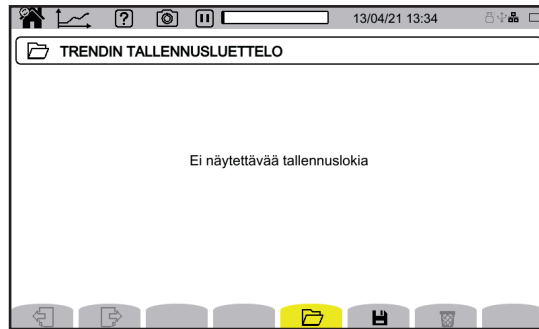 13/04/21 13:34
TRENDIN TALLENNUSLUETTELO
Ei näytettävää tallennuslokia